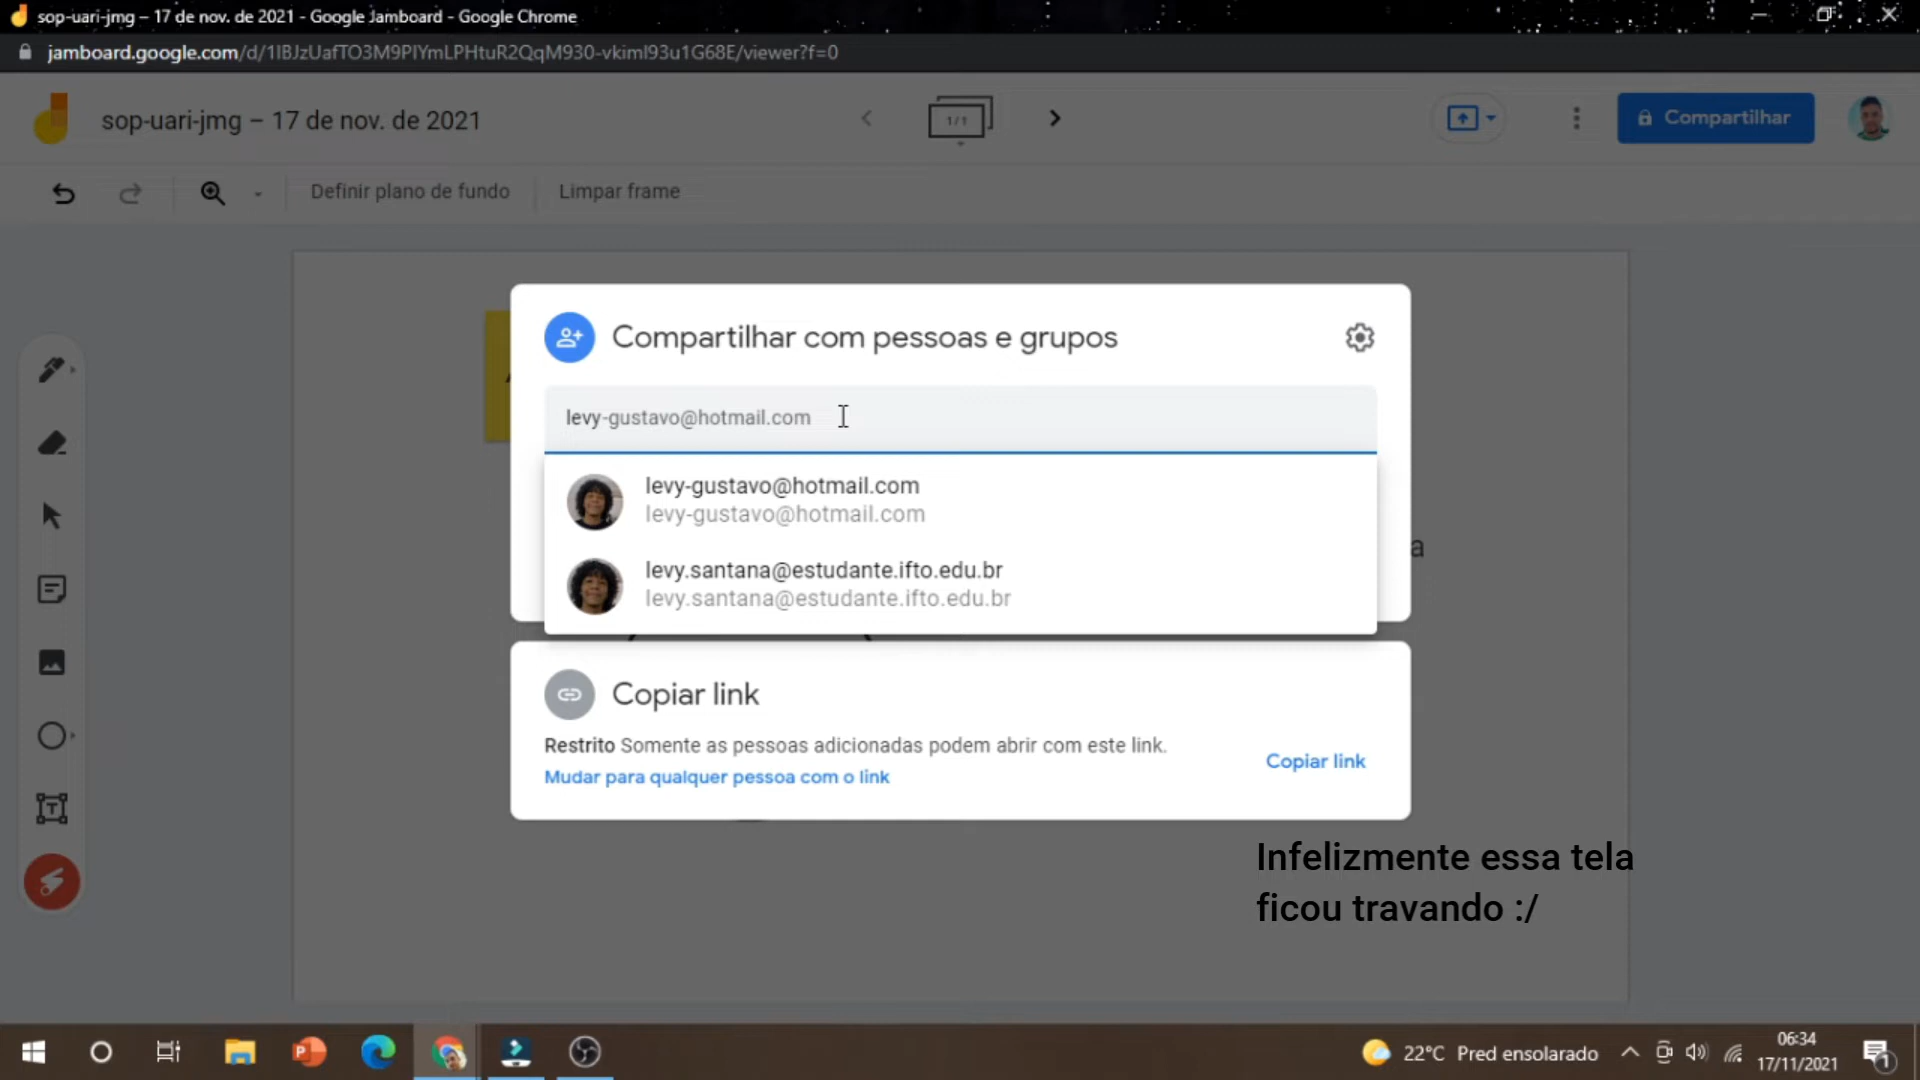 sop-uari-jmg – 17 de nov. de 2021 - Google Jamboard - Google Chrome
jamboard.google.com/d/1lBJzUafTO3M9PIYmLPHtuR2QqM930-vkiml93u1G68E/viewer?f=0
sop-uari-jmg – 17 de nov. de 2021
1/1
Compartilhar
Definir plano de fundo
Limpar frame
Compartilhar com pessoas e grupos
levy-gustavo@hotmail.com
levy-gustavo@hotmail.com
levy-gustavo@hotmail.com
a
levy.santana@estudante.ifto.edu.br
levy.santana@estudante.ifto.edu.br
Copiar link
Restrito Somente as pessoas adicionadas podem abrir com este link.
Mudar para qualquer pessoa com o link
Copiar link
Infelizmente essa tela
ficou travando :/
22°C Pred ensolarado
06:34
17/11/2021
1